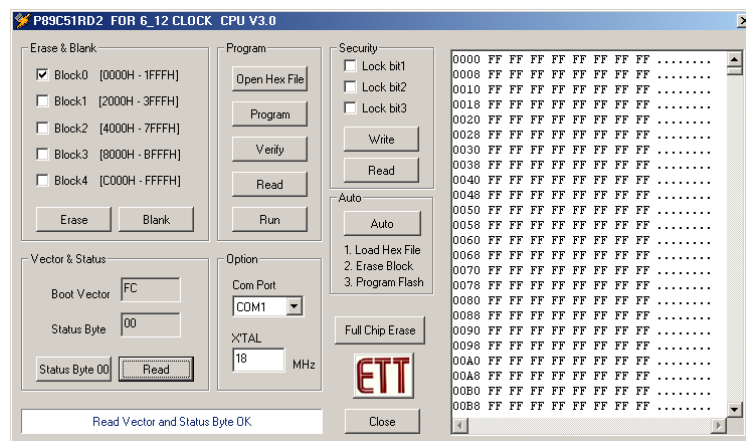 P89C51RD2 FOR 6_12 CLOCK CPU V3.0
Erase & Blank
Block0 [0000H - 1FFFH]
Block1 [2000H - 3FFFH]
Block2 [4000H - 7FFFH]
Block3 [8000H - BFFFH]
Block4 [C000H - FFFFH]
Erase Blank
Vector & Status
Boot Vector FC
Status Byte 00
Status Byte 00 Read
Read Vector and Status Byte OK
Program
Open Hex File
Program
Verify
Read
Run
Option
Com Port
COM1
X'TAL
18 MHz
Security
Lock bit1
Lock bit2
Lock bit3
Write
Read
Auto
Auto
1. Load Hex File
2. Erase Block
3. Program Flash
Full Chip Erase
ETT
Close
0000 FF FF FF FF FF FF FF FF ........
0008 FF FF FF FF FF FF FF FF ........
0010 FF FF FF FF FF FF FF FF ........
0018 FF FF FF FF FF FF FF FF ........
0020 FF FF FF FF FF FF FF FF ........
0028 FF FF FF FF FF FF FF FF ........
0030 FF FF FF FF FF FF FF FF ........
0038 FF FF FF FF FF FF FF FF ........
0040 FF FF FF FF FF FF FF FF ........
0048 FF FF FF FF FF FF FF FF ........
0050 FF FF FF FF FF FF FF FF ........
0058 FF FF FF FF FF FF FF FF ........
0060 FF FF FF FF FF FF FF FF ........
0068 FF FF FF FF FF FF FF FF ........
0070 FF FF FF FF FF FF FF FF ........
0078 FF FF FF FF FF FF FF FF ........
0080 FF FF FF FF FF FF FF FF ........
0088 FF FF FF FF FF FF FF FF ........
0090 FF FF FF FF FF FF FF FF ........
0098 FF FF FF FF FF FF FF FF ........
00A0 FF FF FF FF FF FF FF FF ........
00A8 FF FF FF FF FF FF FF FF ........
00B0 FF FF FF FF FF FF FF FF ........
00B8 FF FF FF FF FF FF FF FF ........